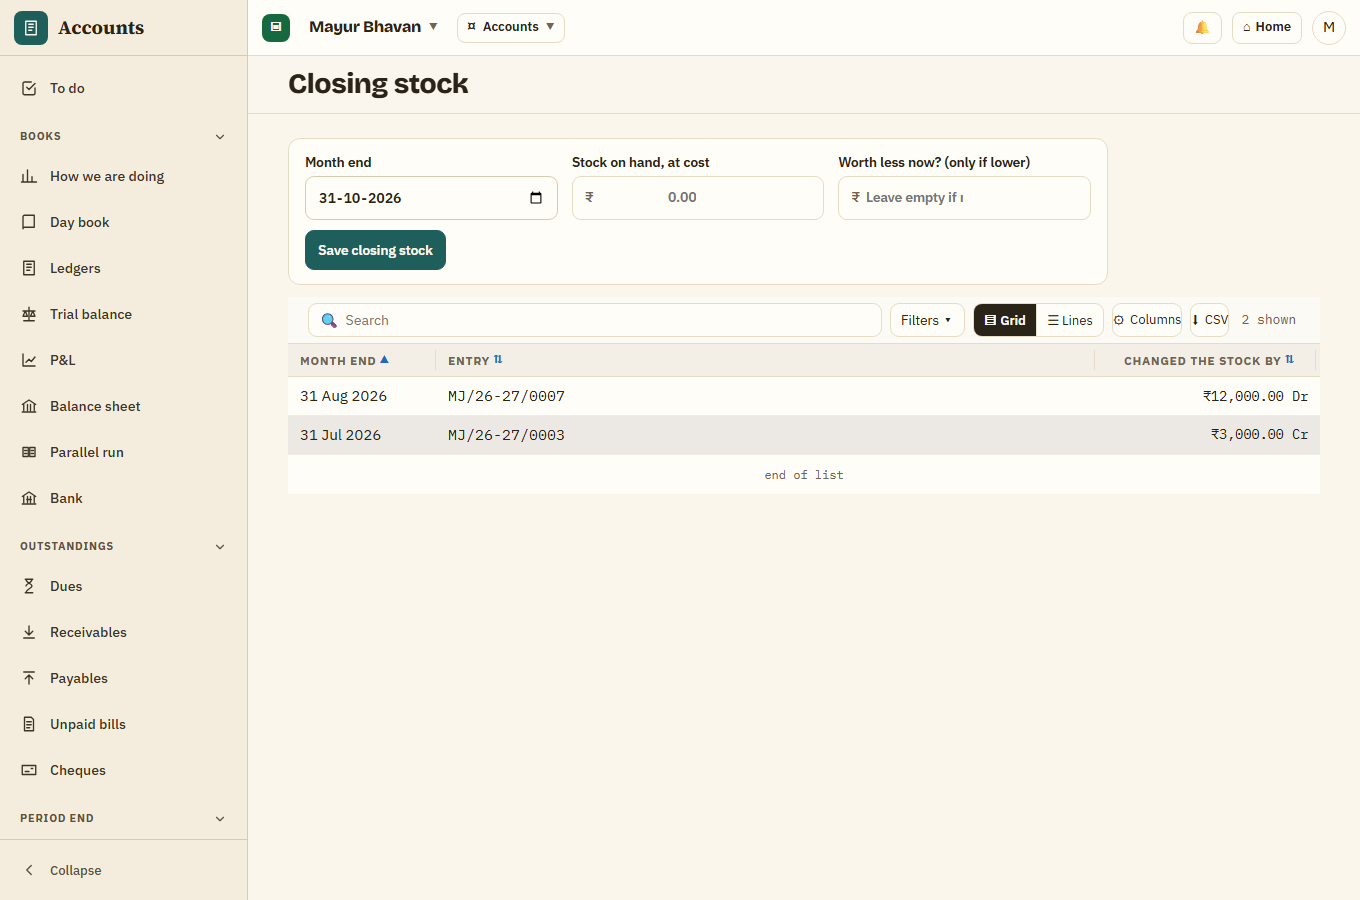 Accounts
Mayur Bhavan ▼
¤ Accounts ▼
⌂ Home
M
To do
BOOKS
How we are doing
Day book
Ledgers
Trial balance
P&L
Balance sheet
Parallel run
Bank
OUTSTANDINGS
Dues
Receivables
Payables
Unpaid bills
Cheques
PERIOD END
Collapse
Closing stock
Month end
Stock on hand, at cost
Worth less now? (only if lower)
31-10-2026
₹ 0.00
₹ Leave empty if
Save closing stock
Search
Filters ▾
Grid
Lines
Columns
CSV
2 shown
MONTH END ▲
ENTRY ⇅
CHANGED THE STOCK BY ⇅
31 Aug 2026 MJ/26-27/0007 ₹12,000.00 Dr
31 Jul 2026 MJ/26-27/0003 ₹3,000.00 Cr
end of list